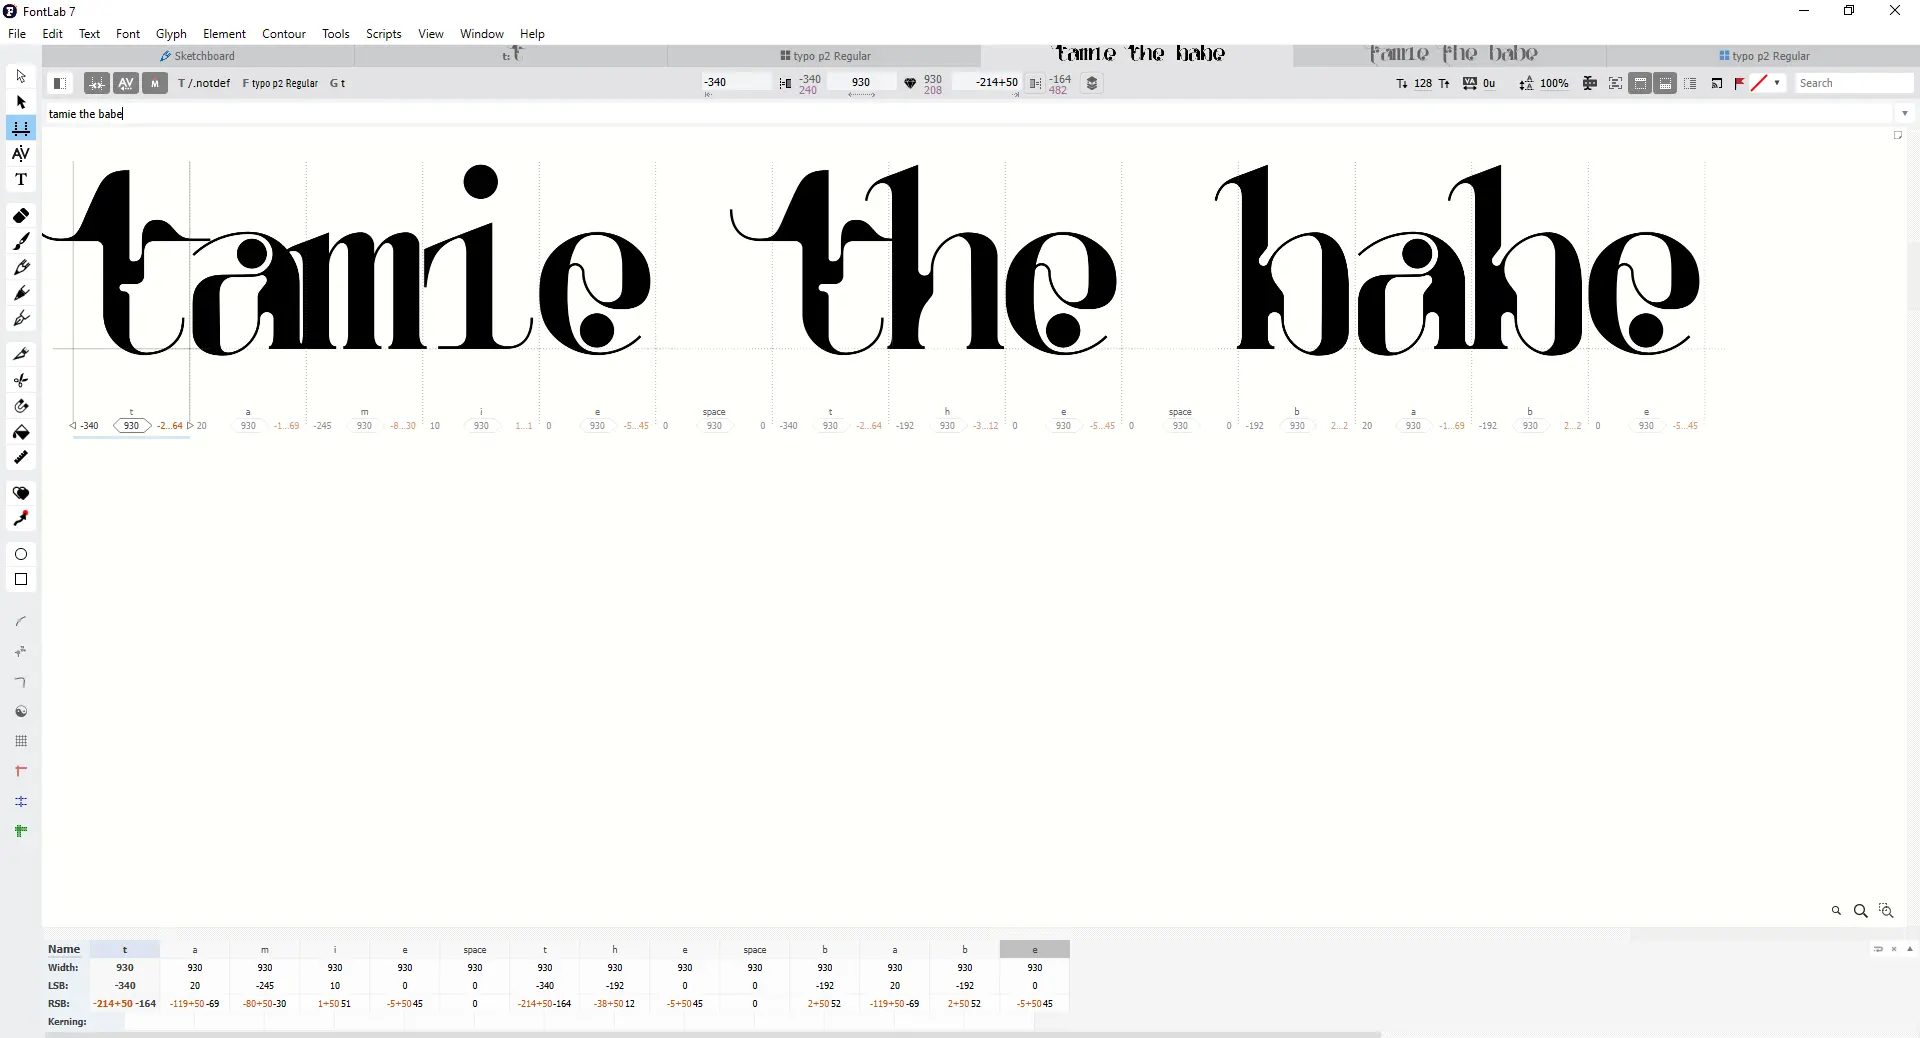 FontLab 7
File Edit Text Font Glyph Element Contour Tools Scripts View Window Help
Sketchboard t: t typo p2 Regular tamie the babe tamie the babe typo p2 Regular
M T /.notdef F typo p2 Regular G t -340 -340 240 930 930 208 -214+50 -164 482 T 128 T VA 0u 100% Search
tamie the babe
tamie the babe
t a m i e space t h e space b a b e
-340 930 -2...64 20 930 -1...69 -245 930 -8...30 10 930 1...1 0 930 -5...45 0 930 0 -340 930 -2...64 -192 930 -3...12 0 930 -5...45 0 930 0 -192 930 2...2 20 930 -1...69 -192 930 2...2 0 930 -5...45
Name t a m i e space t h e space b a b e
Width: 930 930 930 930 930 930 930 930 930 930 930 930 930 930
LSB: -340 20 -245 10 0 0 -340 -192 0 0 -192 20 -192 0
RSB: -214+50 -164 -119+50 -69 -80+50 -30 1+50 51 -5+50 45 0 -214+50 -164 -38+50 12 -5+50 45 0 2+50 52 -119+50 -69 2+50 52 -5+50 45
Kerning: